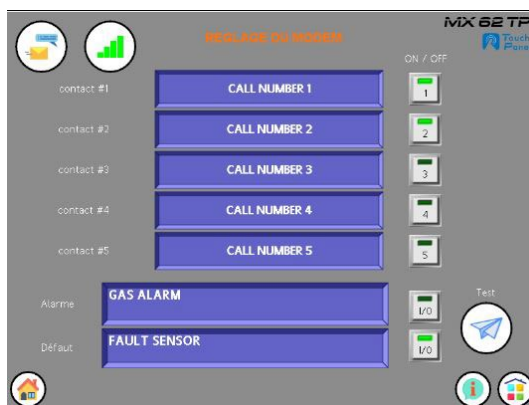 MX 62 TP
REGLAGE DU MODEM
Touch
Panel
ON / OFF
contact #1
CALL NUMBER 1
1
contact #2
CALL NUMBER 2
2
contact #3
CALL NUMBER 3
3
contact #4
CALL NUMBER 4
4
contact #5
CALL NUMBER 5
5
Alarme
GAS ALARM
I/O
Test
Défaut
FAULT SENSOR
I/O